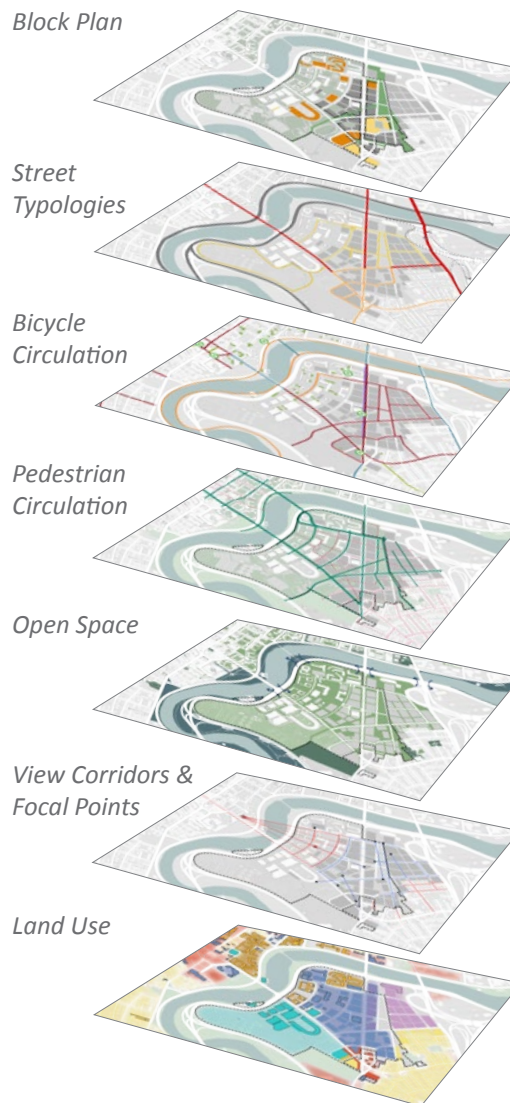 Block Plan
Street
Typologies
Bicycle
Circulation
Pedestrian
Circulation
Open Space
View Corridors &
Focal Points
Land Use